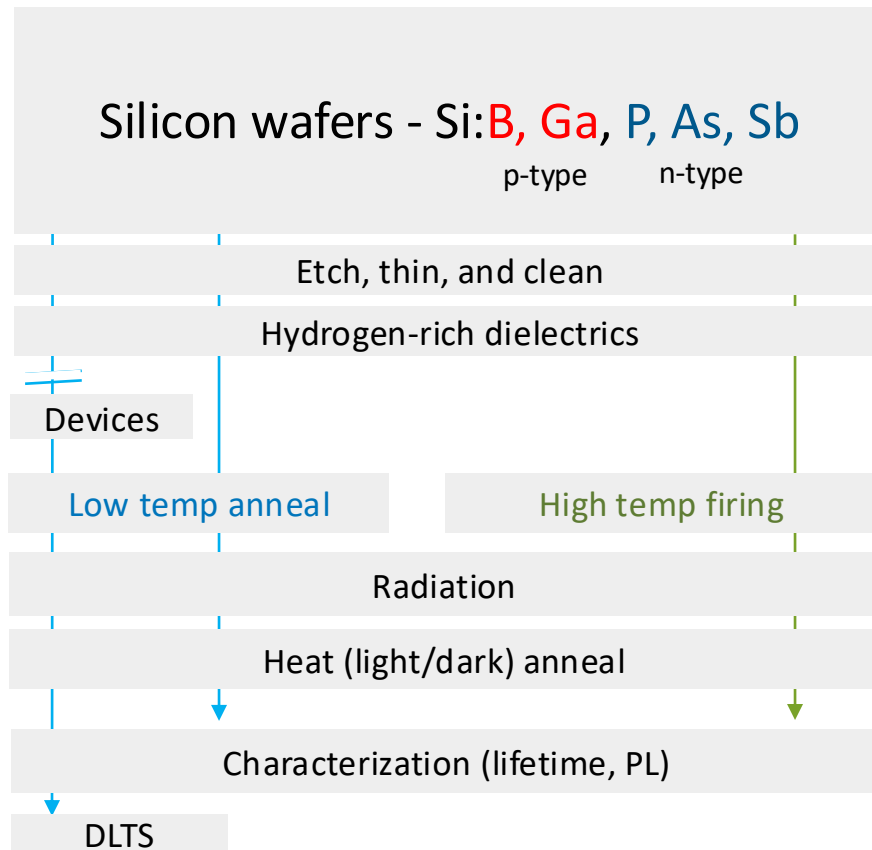 Silicon wafers - Si:B, Ga, P, As, Sb
p-type n-type
Etch, thin, and clean
Hydrogen-rich dielectrics
Devices
Low temp anneal
High temp firing
Radiation
Heat (light/dark) anneal
Characterization (lifetime, PL)
DLTS